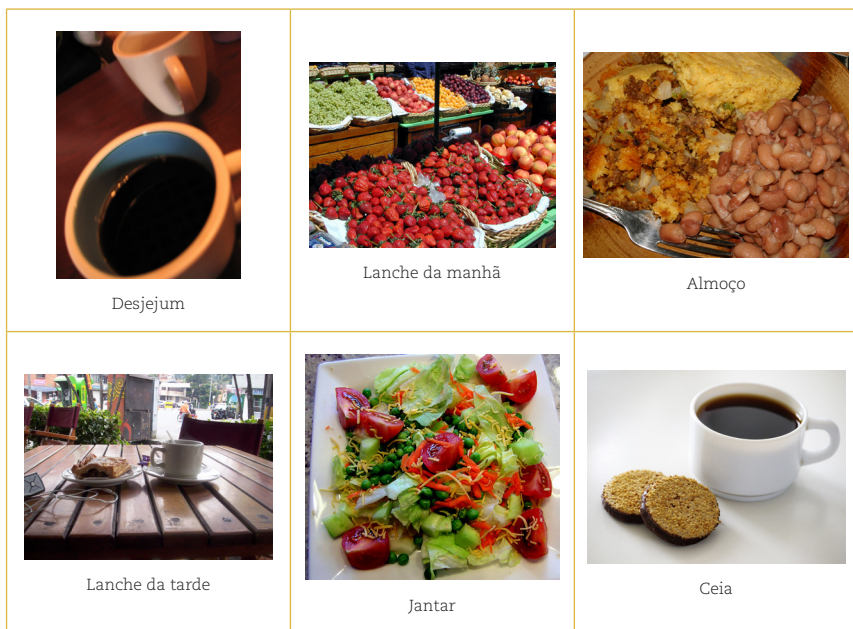 Desjejum
Lanche da manhã
Almoço
Lanche da tarde
Jantar
Ceia